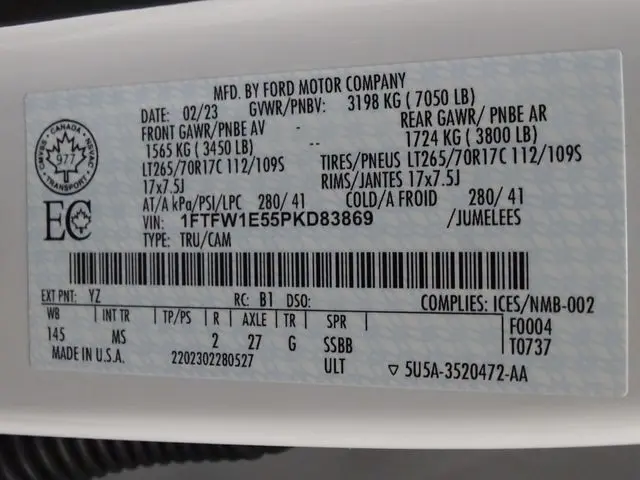 MFD. BY FORD MOTOR COMPANY
DATE: 02/23 GVWR/PNBV: 3198 KG ( 7050 LB)
FRONT GAWR/PNBE AV REAR GAWR/ PNBE AR
1565 KG ( 3450 LB) 1724 KG ( 3800 LB)
LT265/70R17C 112/109S TIRES/PNEUS LT265/70R17C 112/109S
17x7.5J RIMS/JANTES 17x7.5J
AT/A kPa/PSI/LPC 280/ 41 COLD/A FROID 280/ 41
VIN: 1FTFW1E55PKD83869 /JUMELEES
TYPE: TRU/CAM
CANADA
977
TRANSPORT
MVSS
NSVAC
EC
EXT PNT: YZ RC: B1 DSO: COMPLIES: ICES/NMB-002
WB INT TR TP/PS R AXLE TR SPR F0004
145 MS 2 27 G SSBB T0737
MADE IN U.S.A. 2202302280527 ULT ▽ 5U5A-3520472-AA